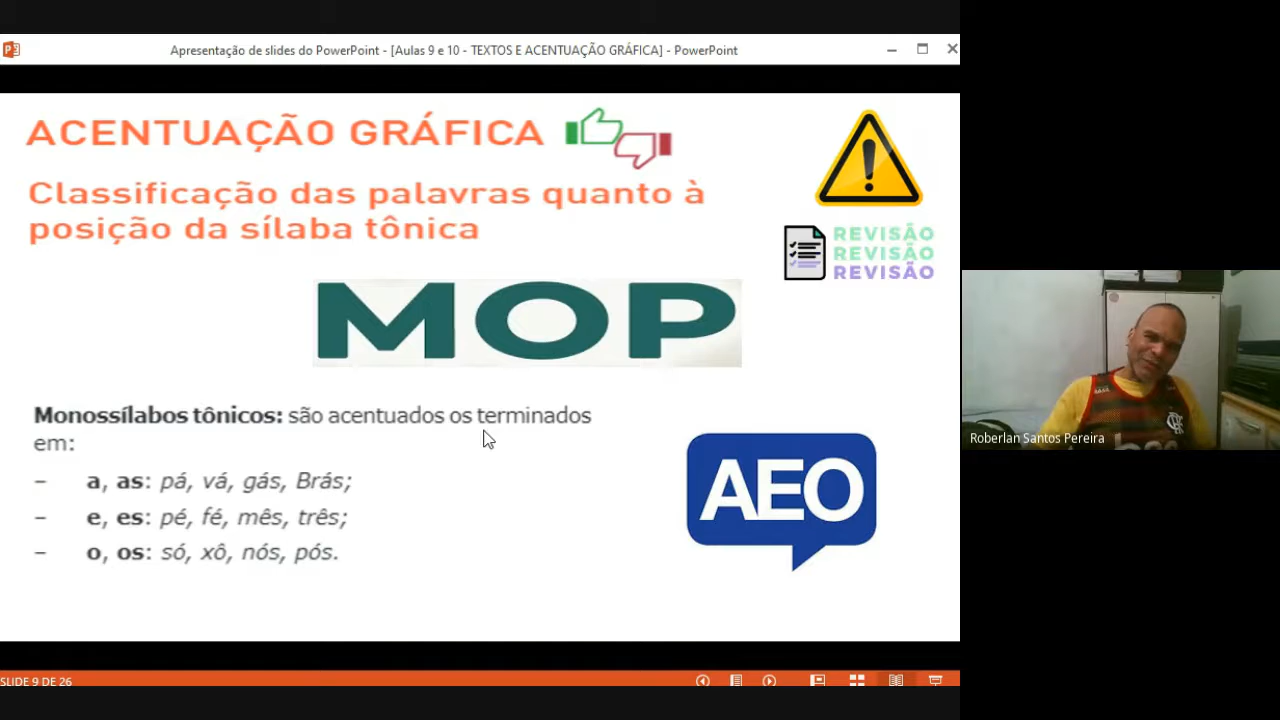 Apresentação de slides do PowerPoint - [Aulas 9 e 10 - TEXTOS E ACENTUAÇÃO GRÁFICA] - PowerPoint
ACENTUAÇÃO GRÁFICA
Classificação das palavras quanto à
posição da sílaba tônica
REVISÃO
REVISÃO
REVISÃO
MOP
Monossílabos tônicos: são acentuados os terminados
em:
– a, as: pá, vá, gás, Brás;
– e, es: pé, fé, mês, três;
– o, os: só, xô, nós, pós.
AEO
Roberlan Santos Pereira
SLIDE 9 DE 26